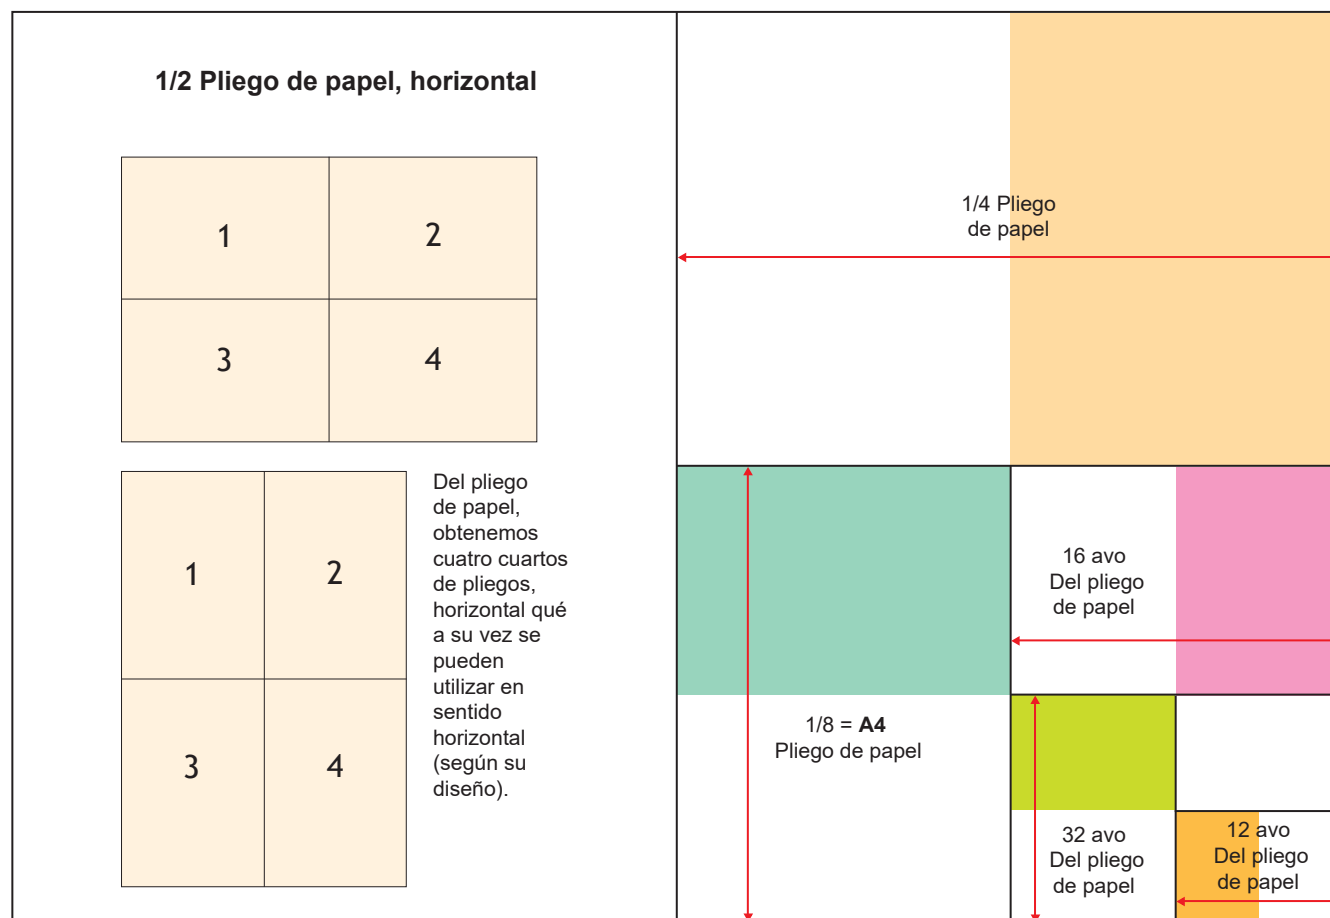 1/2 Pliego de papel, horizontal
1
2
3
4
1
2
3
4
Del pliego
de papel,
obtenemos
cuatro cuartos
de pliegos,
horizontal qué
a su vez se
pueden
utilizar en
sentido
horizontal
(según su
diseño).
1/4 Pliego
de papel
16 avo
Del pliego
de papel
1/8 = A4
Pliego de papel
32 avo
Del pliego
de papel
12 avo
Del pliego
de papel